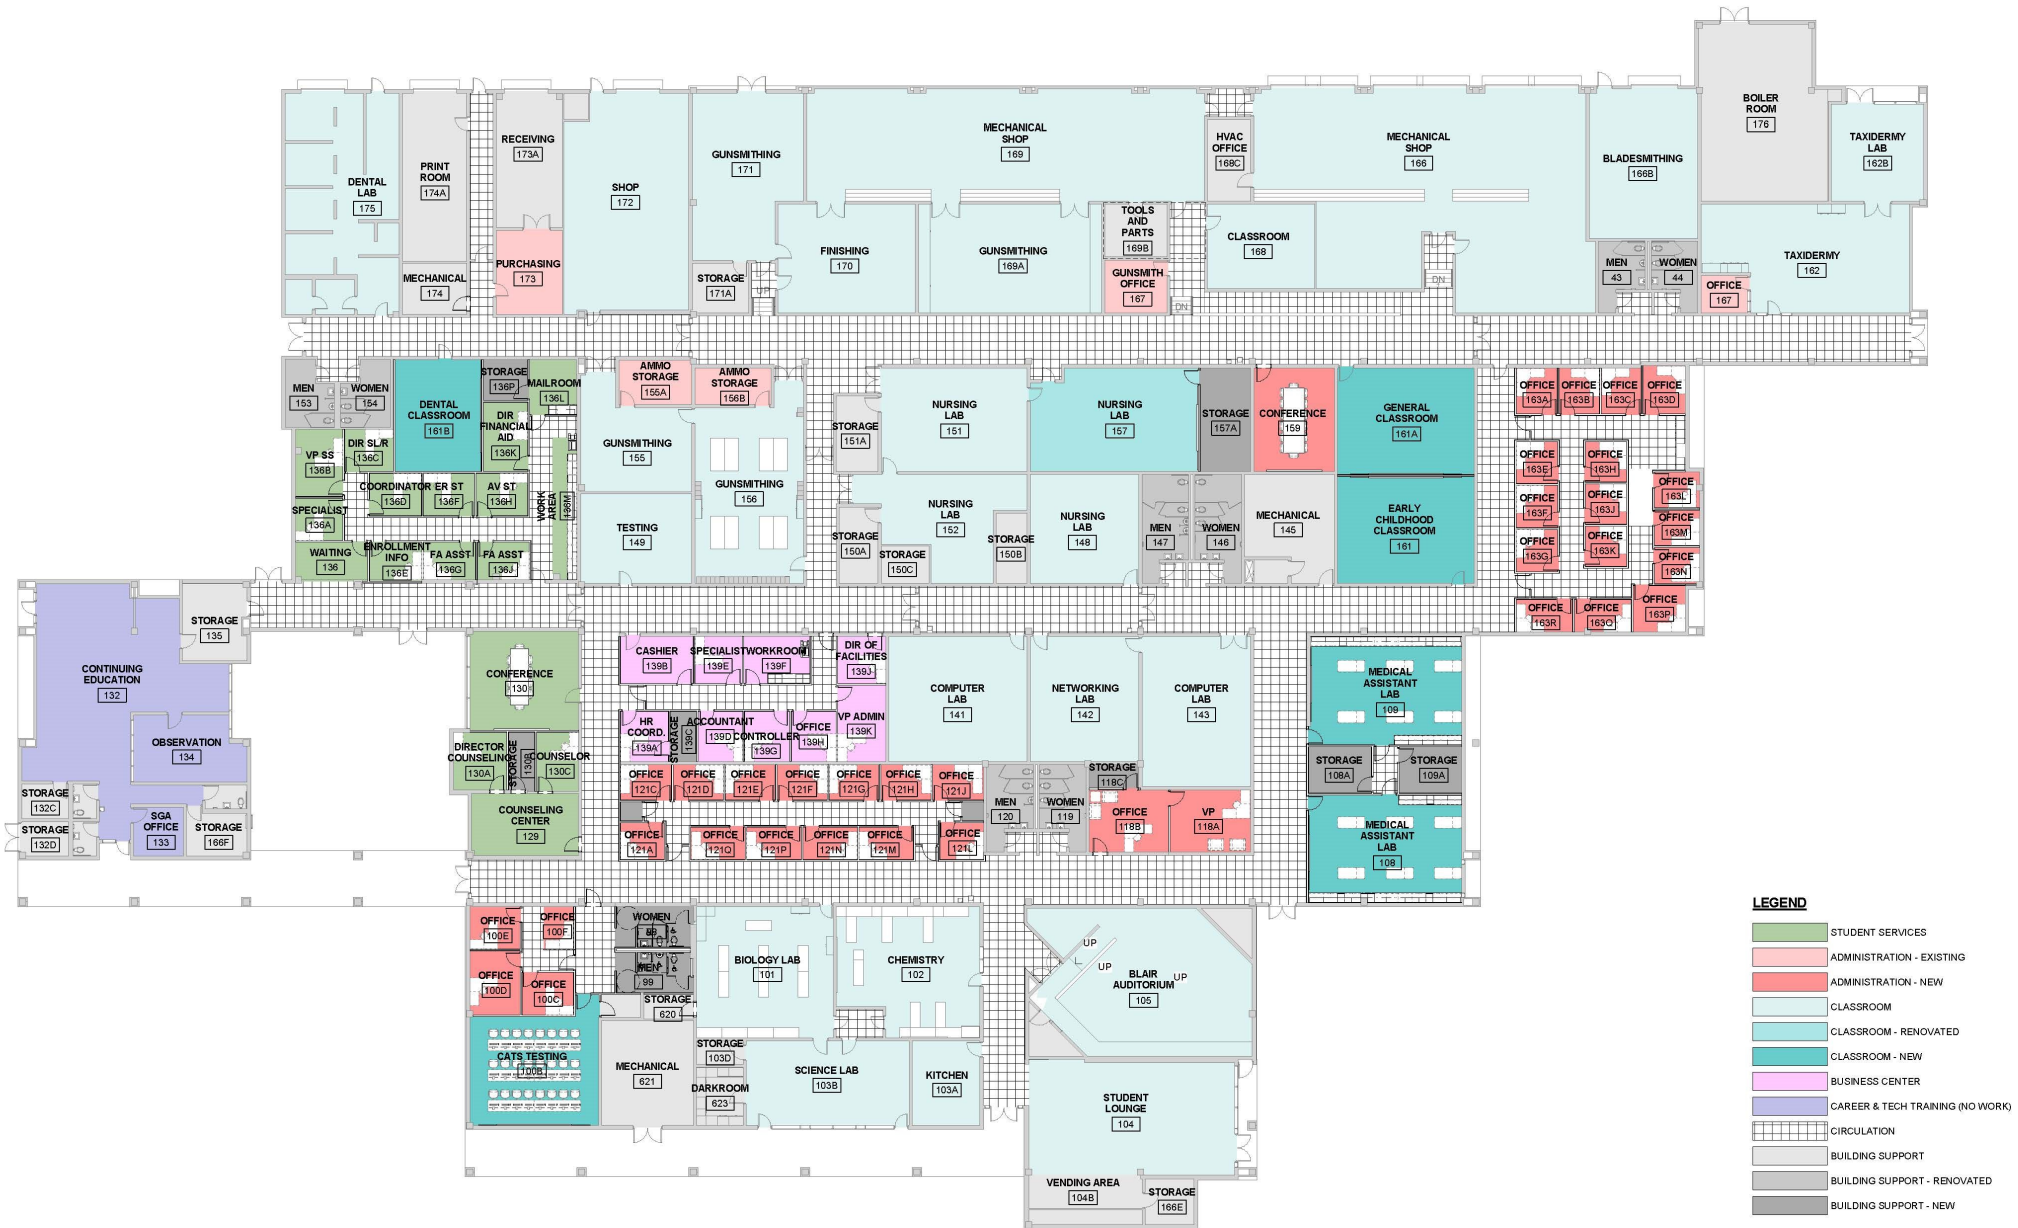 BOILER
ROOM
176
TAXIDERMY
LAB
162B
DENTAL
LAB
175
PRINT
ROOM
174A
MECHANICAL
174
RECEIVING
173A
PURCHASING
173
SHOP
172
GUNSMITHING
171
STORAGE
171A
UP
MECHANICAL
SHOP
169
FINISHING
170
GUNSMITHING
169A
TOOLS
AND
PARTS
169B
GUNSMITH
OFFICE
167
DN
HVAC
OFFICE
168C
CLASSROOM
168
MECHANICAL
SHOP
166
DN
BLADESMITHING
166B
MEN
43
WOMEN
44
OFFICE
167
TAXIDERMY
162
MEN
153
WOMEN
154
DENTAL
CLASSROOM
161B
STORAGE
136P
MAILROOM
136L
DIR
FINANCIAL
AID
136K
VP SS
136B
DIR SL/R
136C
COORDINATOR
136D
ER ST
136F
AV ST
136H
WORK
AREA
136M
SPECIALIST
136A
WAITING
136
ENROLLMENT
INFO
136E
FA ASST
136G
FA ASST
136J
AMMO
STORAGE
155A
AMMO
STORAGE
156B
GUNSMITHING
155
GUNSMITHING
156
TESTING
149
STORAGE
151A
NURSING
LAB
151
NURSING
LAB
157
STORAGE
157A
CONFERENCE
159
GENERAL
CLASSROOM
161A
STORAGE
150A
STORAGE
150C
NURSING
LAB
152
STORAGE
150B
NURSING
LAB
148
MEN
147
WOMEN
146
MECHANICAL
145
EARLY
CHILDHOOD
CLASSROOM
161
OFFICE
163A
OFFICE
163B
OFFICE
163C
OFFICE
163D
OFFICE
163E
OFFICE
163H
OFFICE
163L
OFFICE
163F
OFFICE
163J
OFFICE
163M
OFFICE
163G
OFFICE
163K
OFFICE
163N
OFFICE
163R
OFFICE
163Q
OFFICE
163P
STORAGE
135
CONTINUING
EDUCATION
132
OBSERVATION
134
STORAGE
132C
STORAGE
132D
SGA
OFFICE
133
STORAGE
166F
CONFERENCE
130
DIRECTOR
COUNSELING
130A
STORAGE
130B
COUNSELOR
130C
COUNSELING
CENTER
129
CASHIER
139B
SPECIALIST
139E
WORKROOM
139F
DIR OF
FACILITIES
139J
HR
COORD.
139A
STORAGE
139C
ACCOUNTANT
139D
CONTROLLER
139G
OFFICE
139H
VP ADMIN
139K
COMPUTER
LAB
141
NETWORKING
LAB
142
COMPUTER
LAB
143
MEDICAL
ASSISTANT
LAB
109
STORAGE
108A
STORAGE
109A
MEDICAL
ASSISTANT
LAB
108
OFFICE
121C
OFFICE
121D
OFFICE
121E
OFFICE
121F
OFFICE
121G
OFFICE
121H
OFFICE
121J
OFFICE
121A
OFFICE
121Q
OFFICE
121P
OFFICE
121N
OFFICE
121M
OFFICE
121L
MEN
120
WOMEN
119
STORAGE
118C
OFFICE
118B
VP
118A
OFFICE
100E
OFFICE
100F
OFFICE
100D
OFFICE
100C
WOMEN
MEN
99
STORAGE
620
CATS TESTING
100B
MECHANICAL
621
BIOLOGY LAB
101
CHEMISTRY
102
STORAGE
103D
DARKROOM
623
SCIENCE LAB
103B
KITCHEN
103A
UP
UP
UP
BLAIR
AUDITORIUM
105
STUDENT
LOUNGE
104
VENDING AREA
104B
STORAGE
166E
LEGEND
STUDENT SERVICES
ADMINISTRATION - EXISTING
ADMINISTRATION - NEW
CLASSROOM
CLASSROOM - RENOVATED
CLASSROOM - NEW
BUSINESS CENTER
CAREER & TECH TRAINING (NO WORK)
CIRCULATION
BUILDING SUPPORT
BUILDING SUPPORT - RENOVATED
BUILDING SUPPORT - NEW